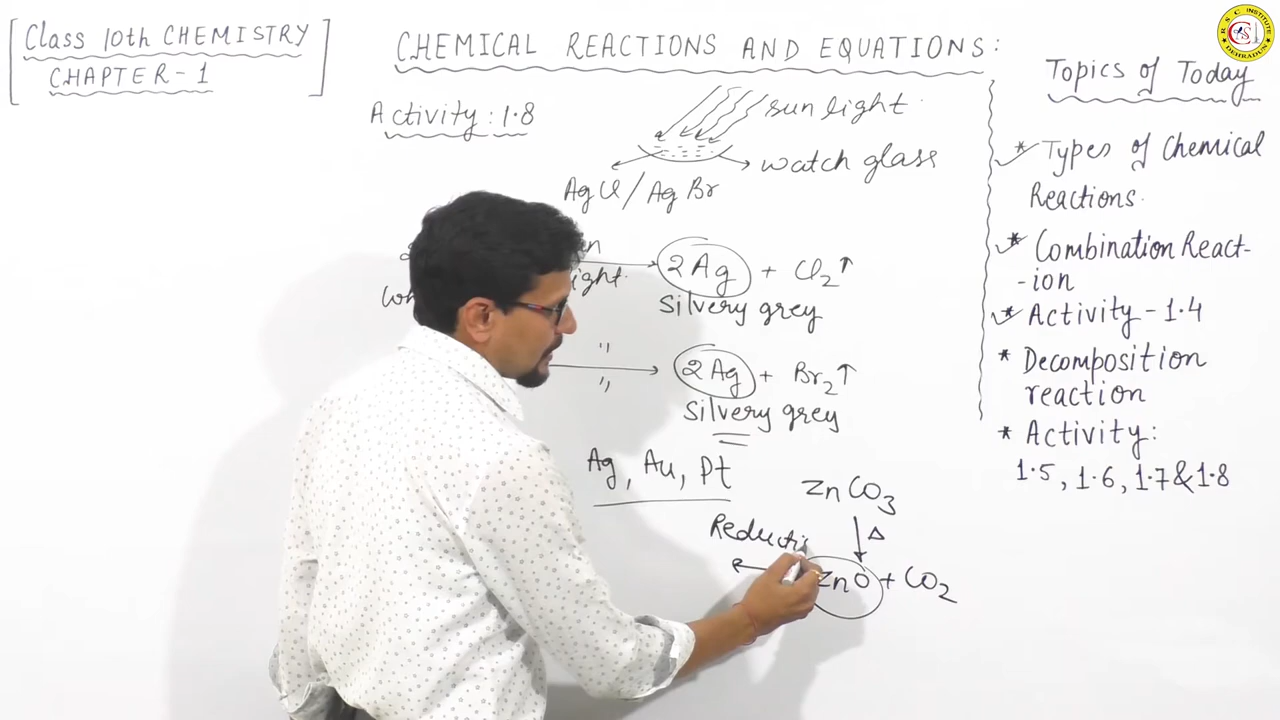 Class 10th CHEMISTRY
CHAPTER-1
CHEMICAL REACTIONS AND EQUATIONS:
Activity: 1.8
sun light
watch glass
AgCl / AgBr
2Ag + Cl₂↑
Silvery grey
"
2Ag + Br₂↑
"
Silvery grey
Ag, Au, Pt
ZnCO₃
Δ
ZnO + CO₂
Topics of Today
* Types of Chemical
Reactions.
* Combination React-
-ion
* Activity-1.4
* Decomposition
reaction
* Activity:
1.5, 1.6, 1.7 & 1.8
R S C INSTITUTE
DEHRADUN